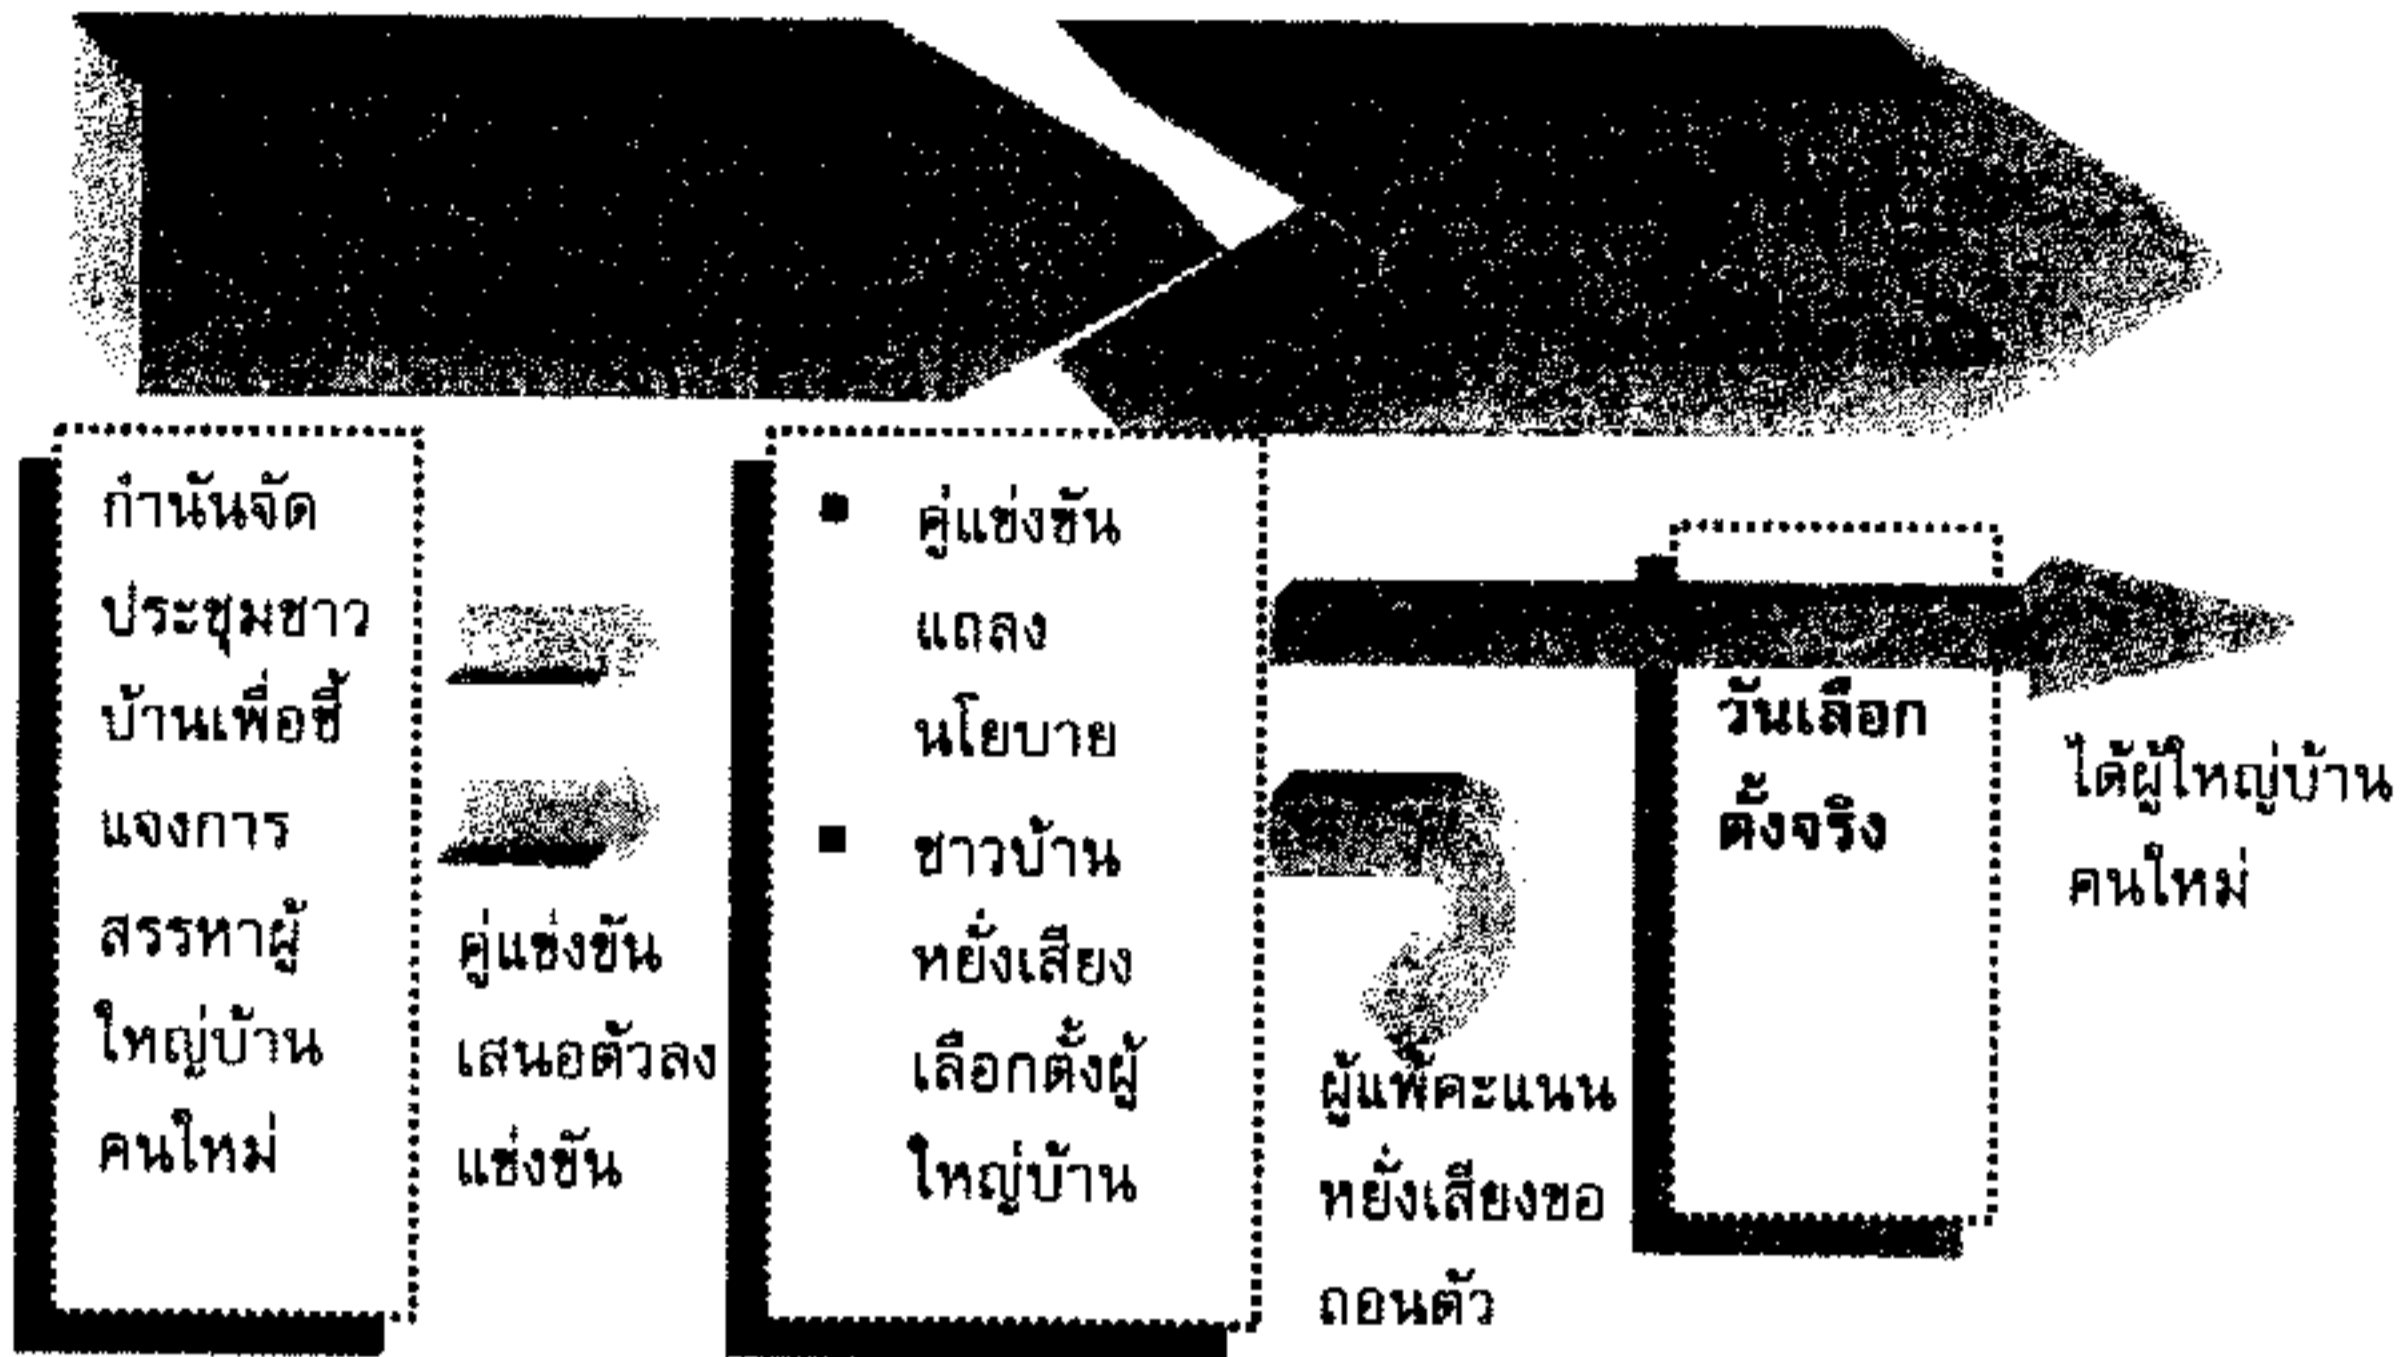 กำนันจัด
ประชุมชาว
บ้านเพื่อชี้
แจงการ
สรรหาผู้
ใหญ่บ้าน
คนใหม่
คู่แข่งขัน
เสนอตัวลง
แข่งขัน
▪ คู่แข่งขัน
แถลง
นโยบาย
▪ ชาวบ้าน
หยั่งเสียง
เลือกตั้งผู้
ใหญ่บ้าน
ผู้แพ้คะแนน
หยั่งเสียงขอ
ถอนตัว
วันเลือก
ตั้งจริง
ได้ผู้ใหญ่บ้าน
คนใหม่